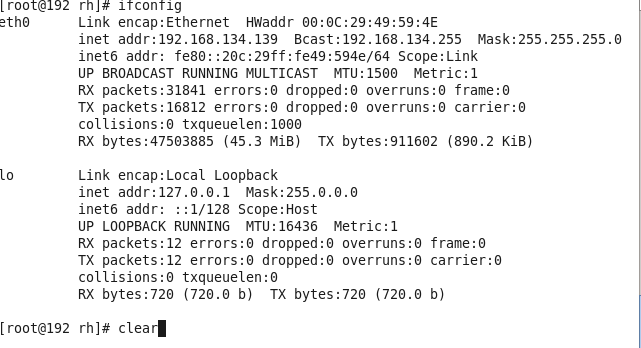 [root@192 rh]# ifconfig
eth0      Link encap:Ethernet  HWaddr 00:0C:29:49:59:4E
          inet addr:192.168.134.139  Bcast:192.168.134.255  Mask:255.255.255.0
          inet6 addr: fe80::20c:29ff:fe49:594e/64 Scope:Link
          UP BROADCAST RUNNING MULTICAST  MTU:1500  Metric:1
          RX packets:31841 errors:0 dropped:0 overruns:0 frame:0
          TX packets:16812 errors:0 dropped:0 overruns:0 carrier:0
          collisions:0 txqueuelen:1000
          RX bytes:47503885 (45.3 MiB)  TX bytes:911602 (890.2 KiB)

lo        Link encap:Local Loopback
          inet addr:127.0.0.1  Mask:255.0.0.0
          inet6 addr: ::1/128 Scope:Host
          UP LOOPBACK RUNNING  MTU:16436  Metric:1
          RX packets:12 errors:0 dropped:0 overruns:0 frame:0
          TX packets:12 errors:0 dropped:0 overruns:0 carrier:0
          collisions:0 txqueuelen:0
          RX bytes:720 (720.0 b)  TX bytes:720 (720.0 b)

[root@192 rh]# clear